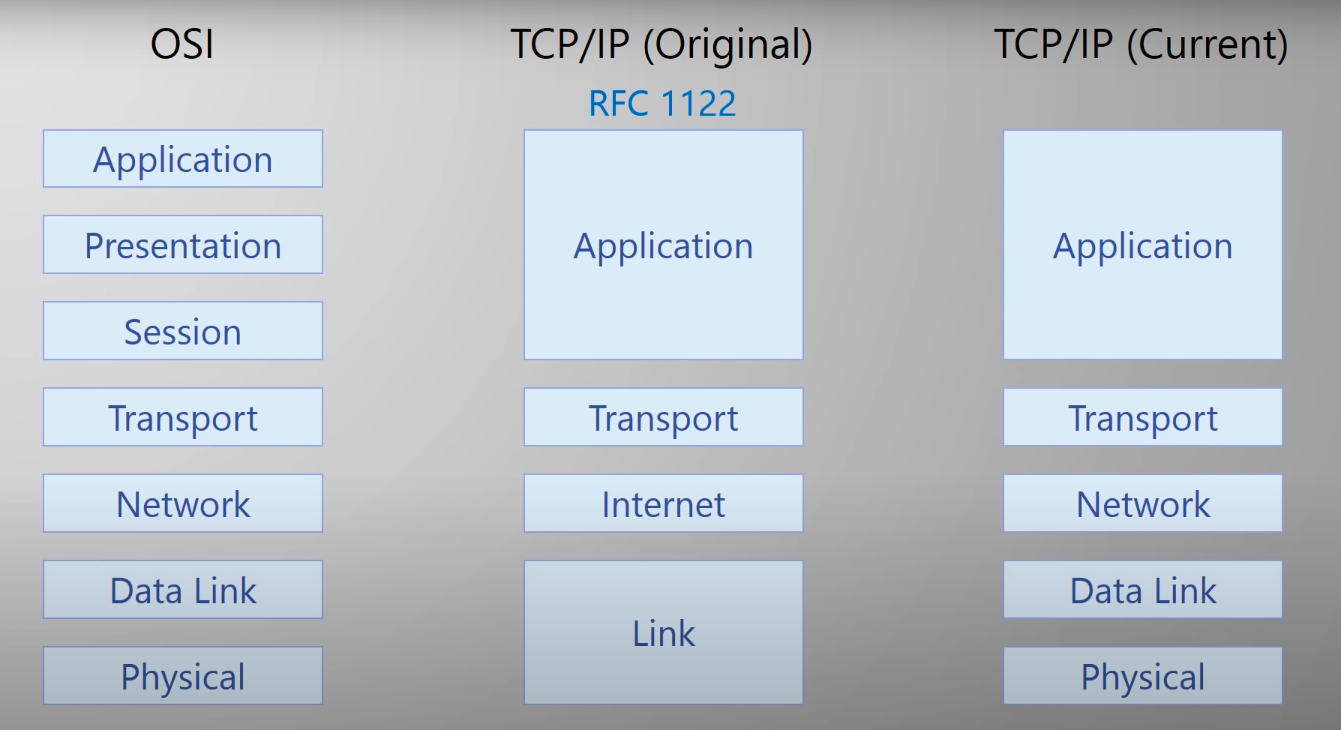 OSI
TCP/IP (Original)
TCP/IP (Current)
RFC 1122
Application
Presentation
Session
Transport
Network
Data Link
Physical
Application
Transport
Internet
Link
Application
Transport
Network
Data Link
Physical